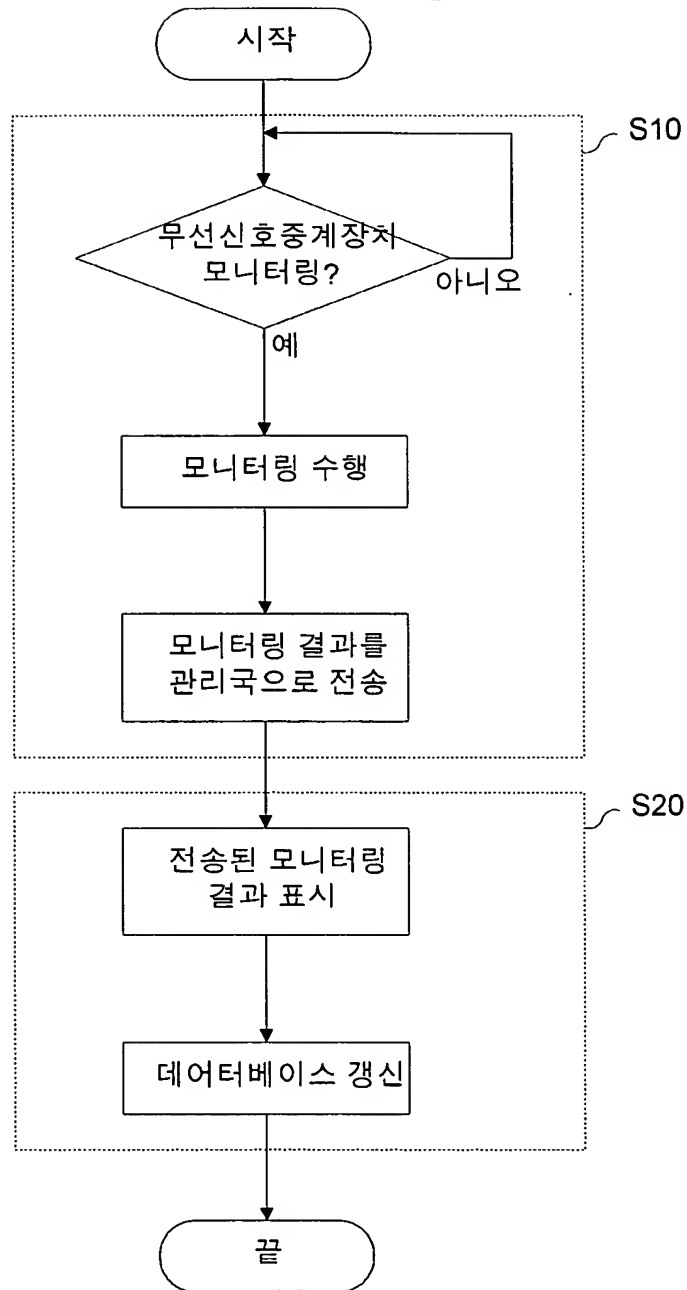 시작
S10
무선신호중계장치
모니터링?
아니오
예
모니터링 수행
모니터링 결과를
관리국으로 전송
S20
전송된 모니터링
결과 표시
데어터베이스 갱신
끝